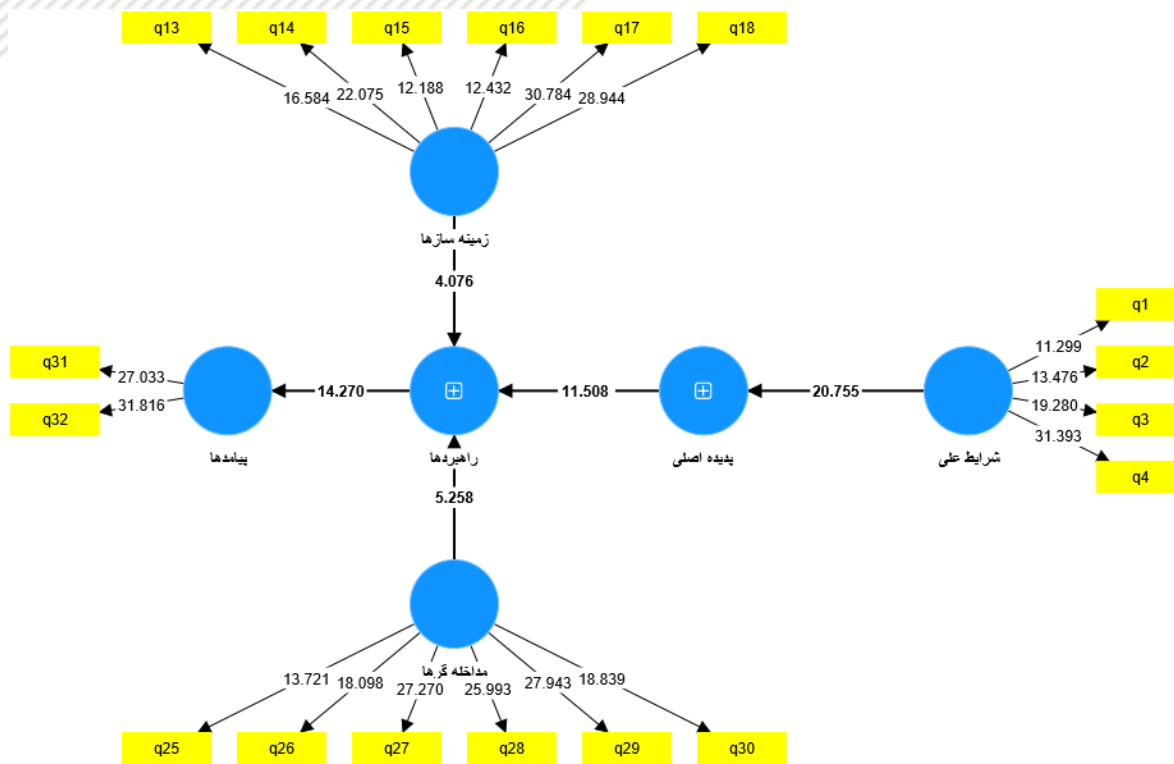 q13 q14 q15 q16 q17 q18
16.584 22.075 12.188 12.432 30.784 28.944
زمینه سازها
4.076
q1
11.299
q2
13.476
q3
19.280
31.393
q4
q31
27.033
31.816
q32
14.270 11.508 20.755
پیامدها
راهبردها
پدیده اصلی
شرایط علی
5.258
مداخله گرها
13.721 18.098 27.270 25.993 27.943 18.839
q25 q26 q27 q28 q29 q30